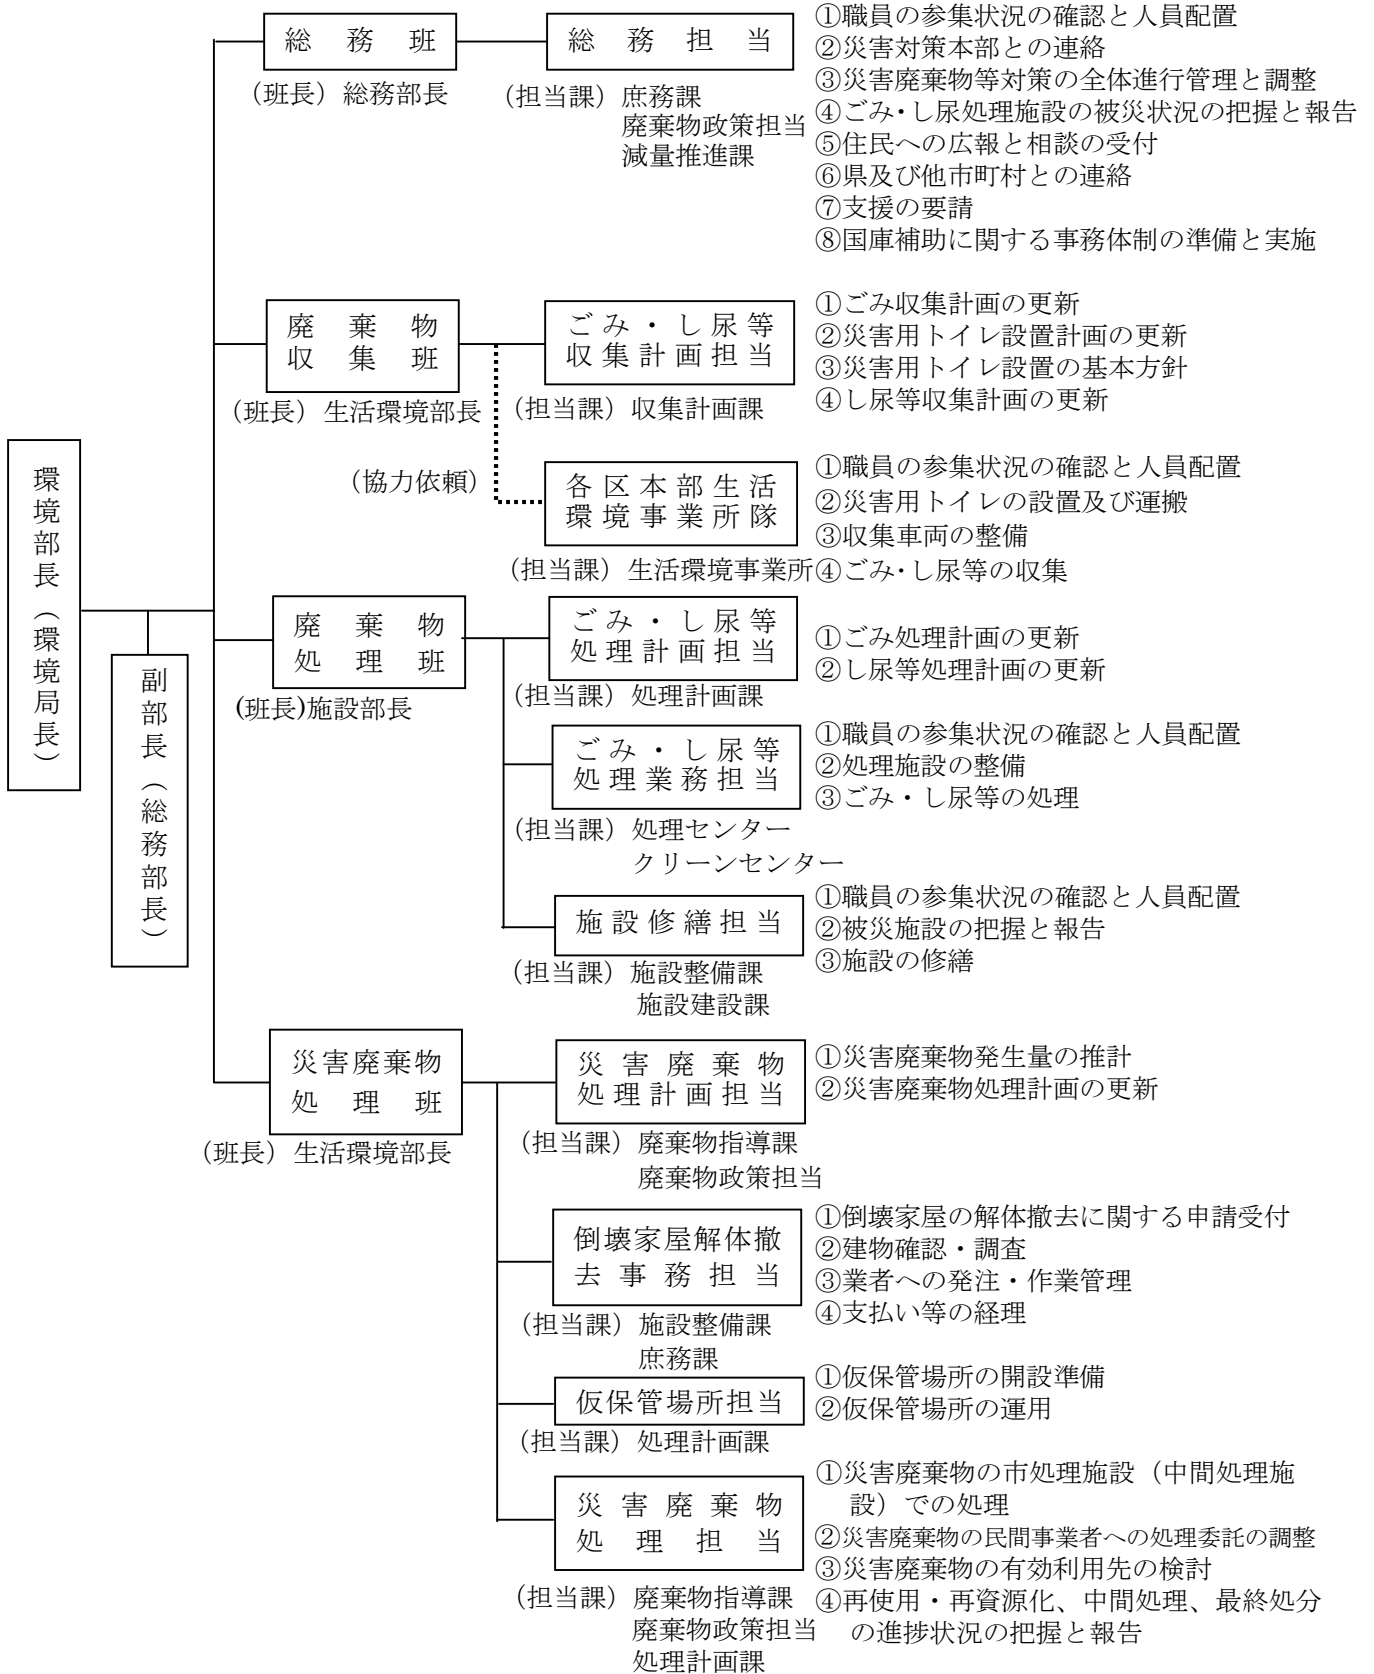 環境部長（環境局長）
副部長（総務部長）
総務班
（班長）総務部長
総務担当
（担当課）庶務課
廃棄物政策担当
減量推進課
①職員の参集状況の確認と人員配置
②災害対策本部との連絡
③災害廃棄物等対策の全体進行管理と調整
④ごみ･し尿処理施設の被災状況の把握と報告
⑤住民への広報と相談の受付
⑥県及び他市町村との連絡
⑦支援の要請
⑧国庫補助に関する事務体制の準備と実施
廃棄物
収集班
（班長）生活環境部長
ごみ・し尿等
収集計画担当
（担当課）収集計画課
①ごみ収集計画の更新
②災害用トイレ設置計画の更新
③災害用トイレ設置の基本方針
④し尿等収集計画の更新
（協力依頼）
各区本部生活
環境事業所隊
（担当課）生活環境事業所
①職員の参集状況の確認と人員配置
②災害用トイレの設置及び運搬
③収集車両の整備
④ごみ･し尿等の収集
廃棄物
処理班
(班長)施設部長
ごみ・し尿等
処理計画担当
（担当課）処理計画課
①ごみ処理計画の更新
②し尿等処理計画の更新
ごみ・し尿等
処理業務担当
（担当課）処理センター
クリーンセンター
①職員の参集状況の確認と人員配置
②処理施設の整備
③ごみ・し尿等の処理
施設修繕担当
（担当課）施設整備課
施設建設課
①職員の参集状況の確認と人員配置
②被災施設の把握と報告
③施設の修繕
災害廃棄物
処理班
（班長）生活環境部長
災害廃棄物
処理計画担当
（担当課）廃棄物指導課
廃棄物政策担当
①災害廃棄物発生量の推計
②災害廃棄物処理計画の更新
倒壊家屋解体撤
去事務担当
（担当課）施設整備課
庶務課
①倒壊家屋の解体撤去に関する申請受付
②建物確認・調査
③業者への発注・作業管理
④支払い等の経理
仮保管場所担当
（担当課）処理計画課
①仮保管場所の開設準備
②仮保管場所の運用
災害廃棄物
処理担当
（担当課）廃棄物指導課
廃棄物政策担当
処理計画課
①災害廃棄物の市処理施設（中間処理施
設）での処理
②災害廃棄物の民間事業者への処理委託の調整
③災害廃棄物の有効利用先の検討
④再使用・再資源化、中間処理、最終処分
の進捗状況の把握と報告